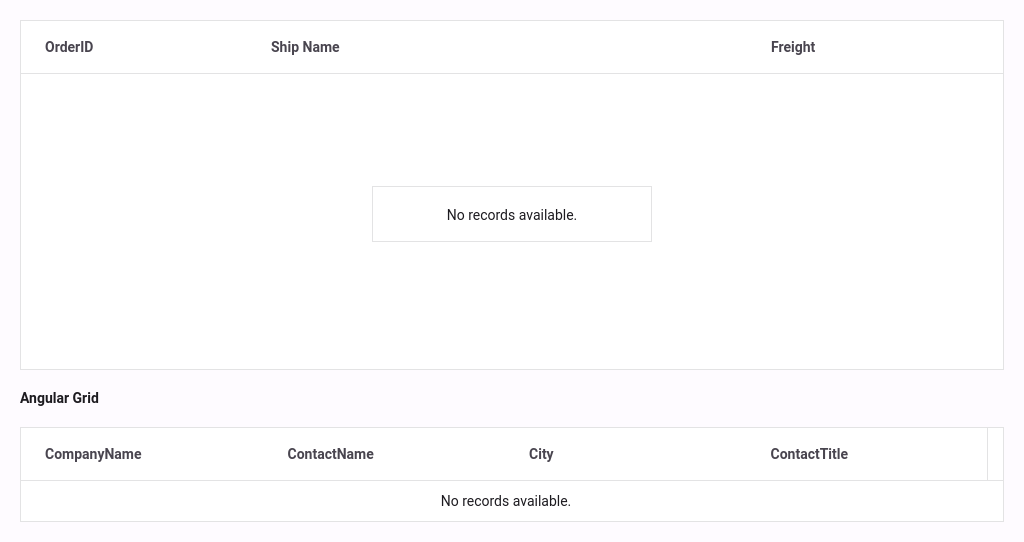 OrderID Ship Name Freight
No records available.
Angular Grid
CompanyName ContactName City ContactTitle
No records available.